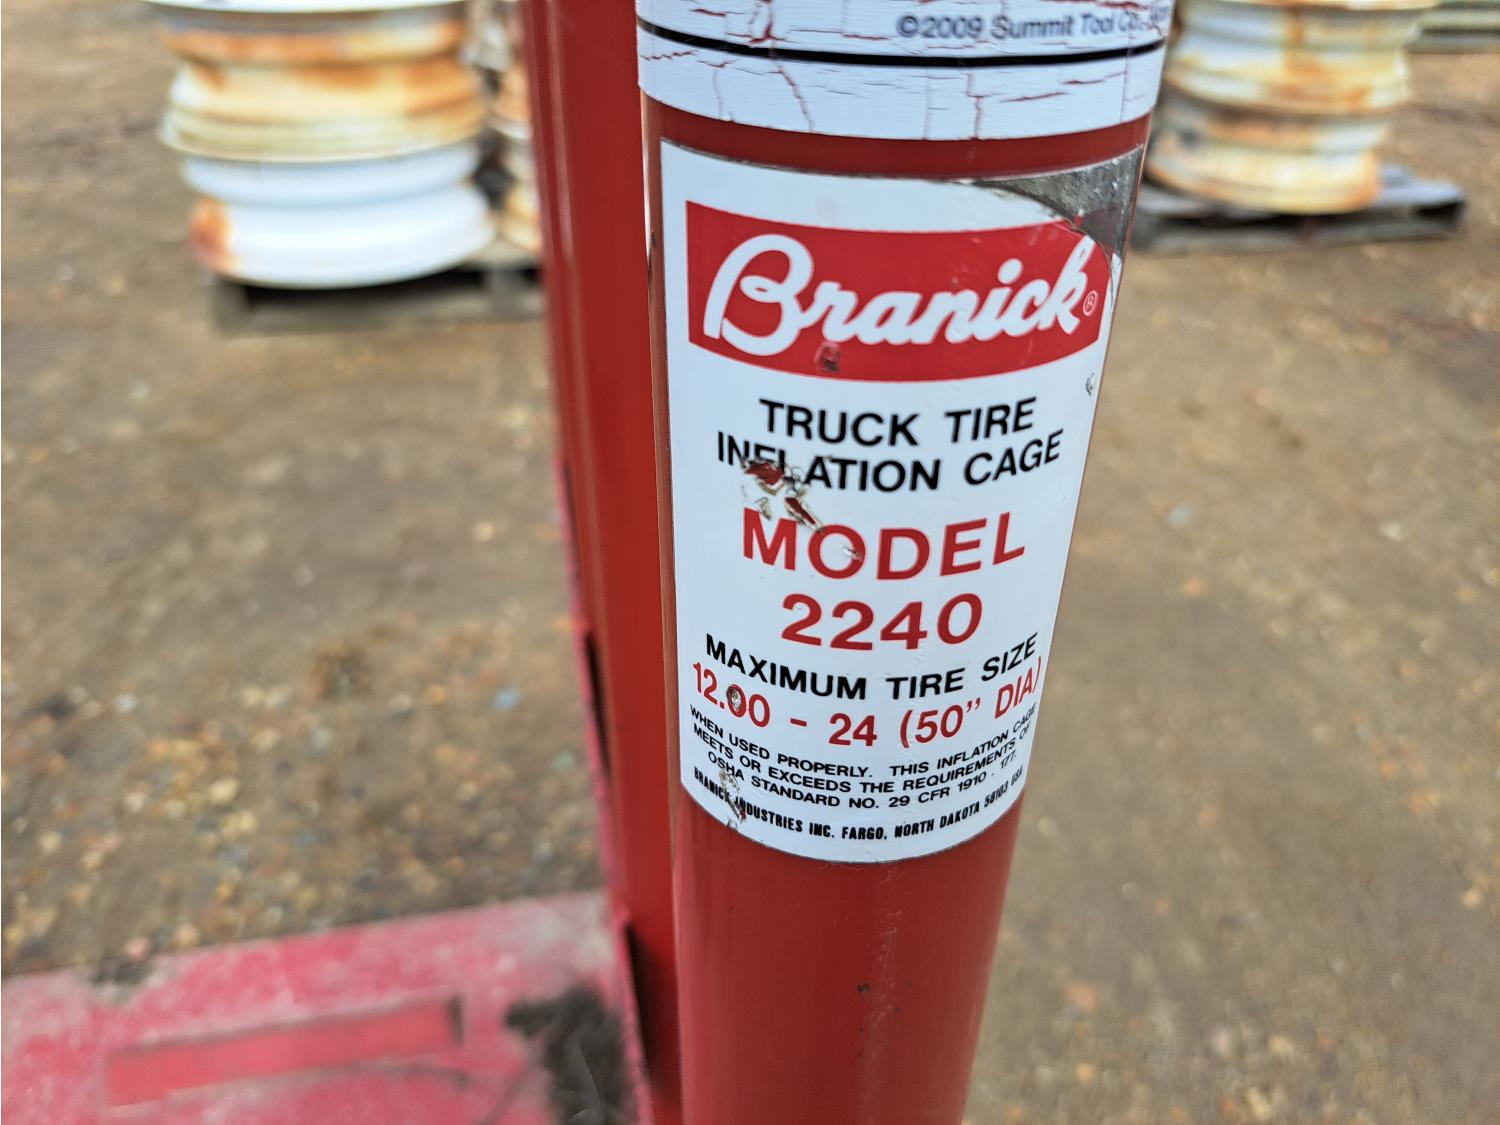 ©2009 Summit Tool Co.
Branick®
TRUCK TIRE
INFLATION CAGE
MODEL
2240
MAXIMUM TIRE SIZE
12.00 - 24 (50" DIA)
WHEN USED PROPERLY. THIS INFLATION CAGE
MEETS OR EXCEEDS THE REQUIREMENTS OF
OSHA STANDARD NO. 29 CFR 1910 . 177.
BRANICK INDUSTRIES INC. FARGO, NORTH DAKOTA 58103 USA